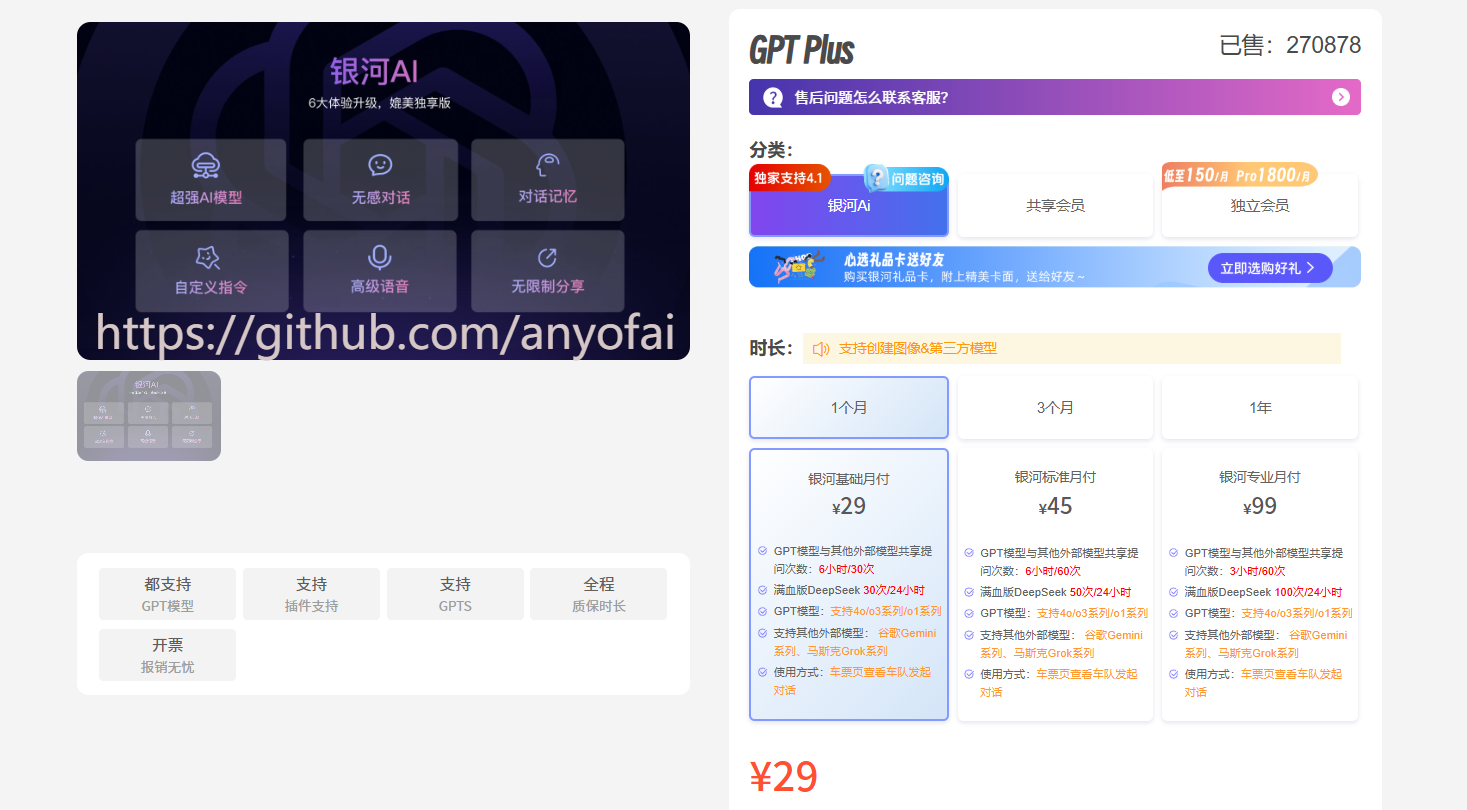 银河AI
6大体验升级，媲美独享版
超强AI模型
无感对话
对话记忆
自定义指令
高级语音
无限制分享
https://github.com/anyofai
银河AI
都支持
GPT模型
支持
插件支持
支持
GPTS
全程
质保时长
开票
报销无忧
GPT Plus
已售：270878
售后问题怎么联系客服?
分类：
独家支持4.1
问题咨询
银河Ai
共享会员
低至150/月 Pro1800/月
独立会员
心选礼品卡送好友
购买银河礼品卡，附上精美卡面，送给好友~
立即选购好礼
时长：
支持创建图像&第三方模型
1个月
3个月
1年
银河基础月付
¥29
GPT模型与其他外部模型共享提
问次数：6小时/30次
满血版DeepSeek 30次/24小时
GPT模型：支持4o/o3系列/o1系列
支持其他外部模型： 谷歌Gemini
系列、马斯克Grok系列
使用方式：车票页查看车队发起
对话
银河标准月付
¥45
GPT模型与其他外部模型共享提
问次数：6小时/60次
满血版DeepSeek 50次/24小时
GPT模型：支持4o/o3系列/o1系列
支持其他外部模型： 谷歌Gemini
系列、马斯克Grok系列
使用方式：车票页查看车队发起
对话
银河专业月付
¥99
GPT模型与其他外部模型共享提
问次数：3小时/60次
满血版DeepSeek 100次/24小时
GPT模型：支持4o/o3系列/o1系列
支持其他外部模型： 谷歌Gemini
系列、马斯克Grok系列
使用方式：车票页查看车队发起
对话
¥29